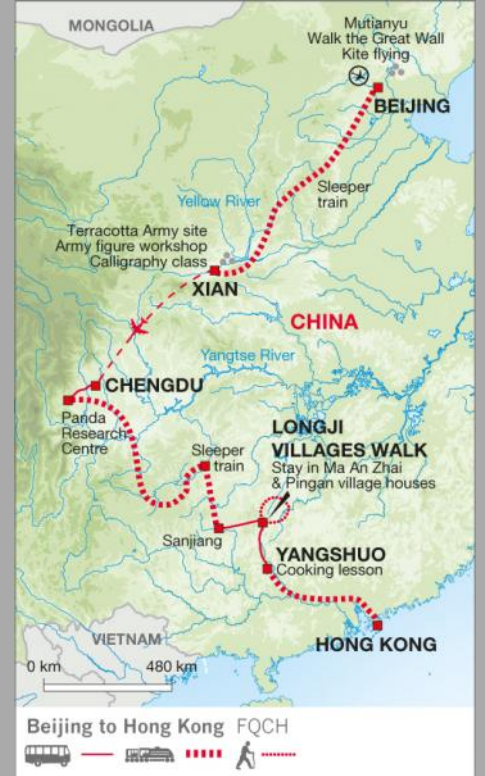 MONGOLIA
Mutianyu
Walk the Great Wall
Kite flying
BEIJING
Sleeper
train
Yellow River
Terracotta Army site
Army figure workshop
Calligraphy class
XIAN
CHINA
Yangtse River
CHENGDU
Panda
Research
Centre
LONGJI
VILLAGES WALK
Stay in Ma An Zhai
& Pingan village houses
Sleeper
train
Sanjiang
YANGSHUO
Cooking lesson
VIETNAM
HONG KONG
0 km 480 km
Beijing to Hong Kong FQCH